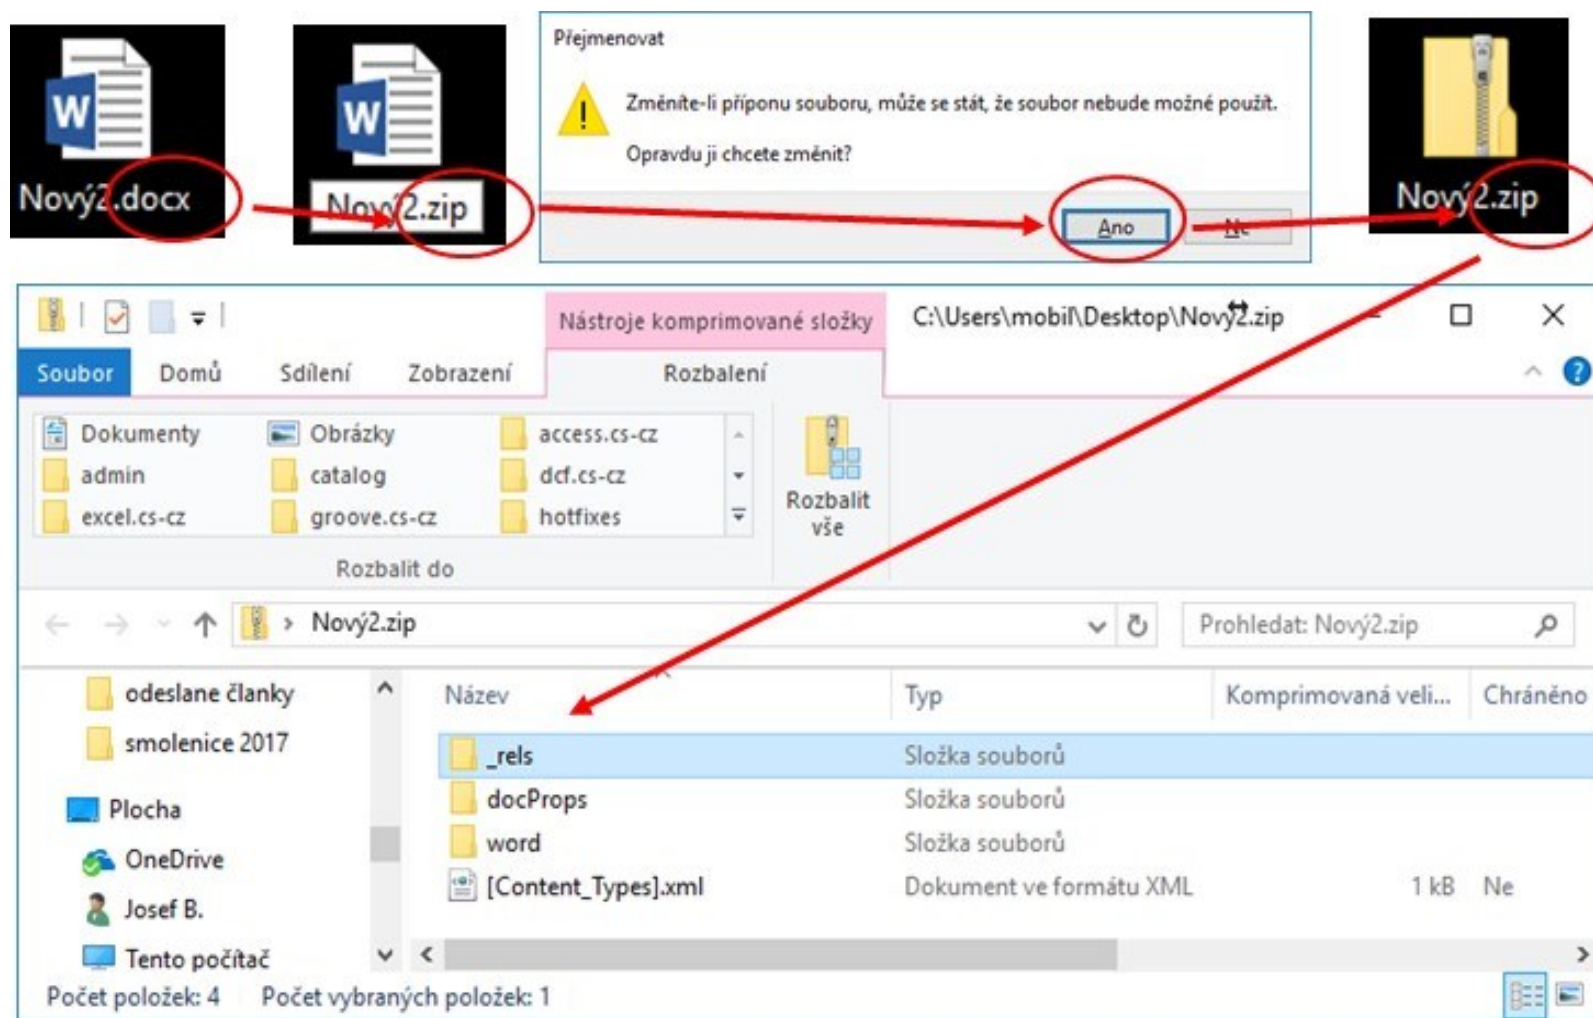 W
Nový2.docx
W
Nový2.zip
Přejmenovat
Změníte-li příponu souboru, může se stát, že soubor nebude možné použít.
Opravdu ji chcete změnit?
Ano
Ne
Nový2.zip
Nástroje komprimované složky
C:\Users\mobil\Desktop\Nový2.zip
Soubor Domů Sdílení Zobrazení Rozbalení
Dokumenty Obrázky access.cs-cz
admin catalog dcf.cs-cz
excel.cs-cz groove.cs-cz hotfixes
Rozbalit do
Rozbalit
vše
Nový2.zip
Prohledat: Nový2.zip
odeslane članky
smolenice 2017
Plocha
OneDrive
Josef B.
Tento počítač
Název Typ Komprimovaná veli... Chráněno
_rels Složka souborů
docProps Složka souborů
word Složka souborů
[Content_Types].xml Dokument ve formátu XML 1 kB Ne
Počet položek: 4 Počet vybraných položek: 1